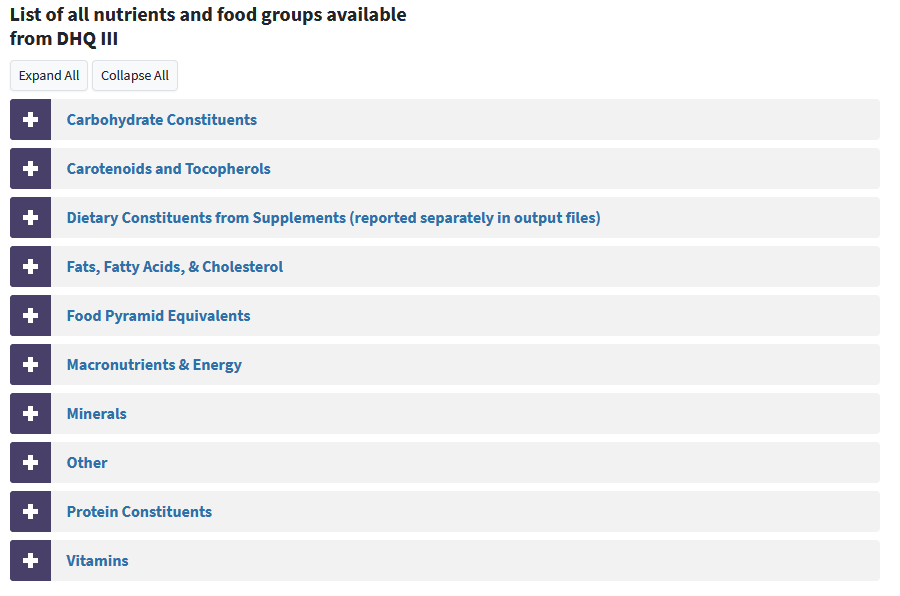 List of all nutrients and food groups available
from DHQ III
Expand All Collapse All
Carbohydrate Constituents
Carotenoids and Tocopherols
Dietary Constituents from Supplements (reported separately in output files)
Fats, Fatty Acids, & Cholesterol
Food Pyramid Equivalents
Macronutrients & Energy
Minerals
Other
Protein Constituents
Vitamins